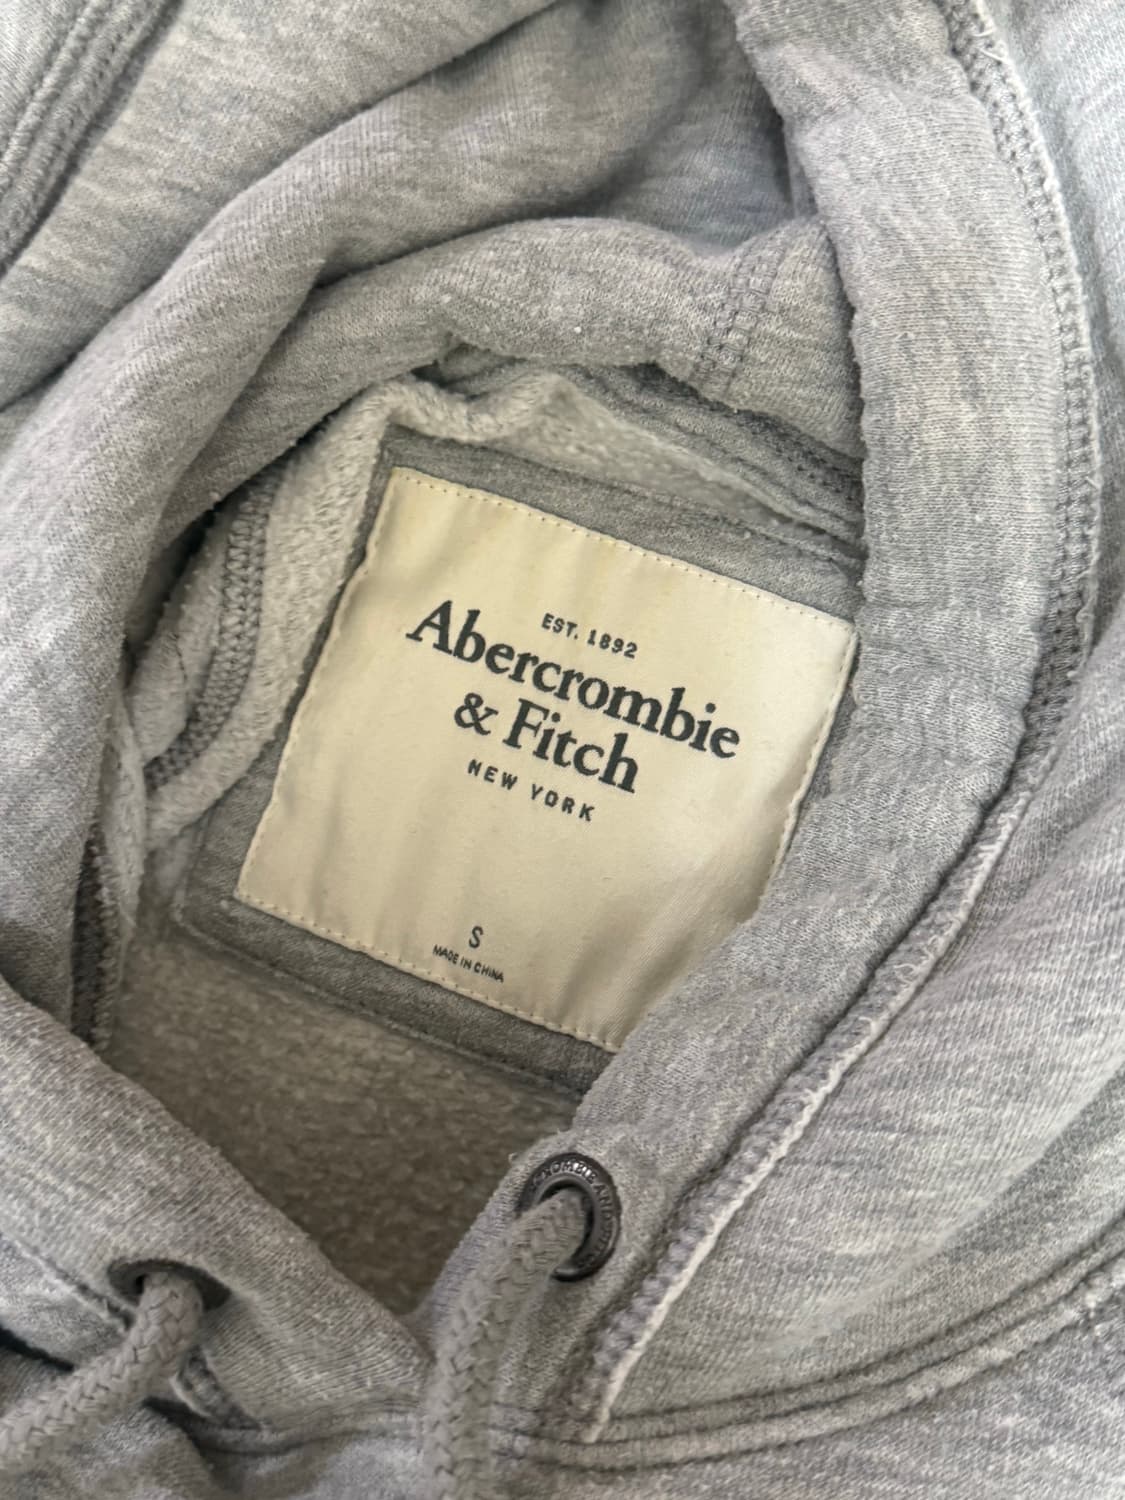 EST. 1892
Abercrombie
& Fitch
NEW YORK
S
MADE IN CHINA